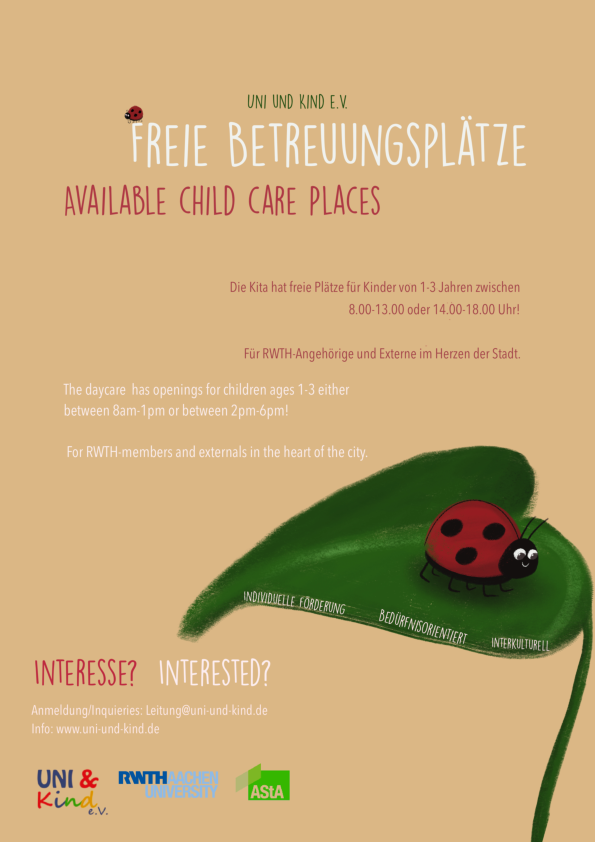 UNI UND KIND E.V.
FREIE BETREUUNGSPLÄTZE
AVAILABLE CHILD CARE PLACES
Die Kita hat freie Plätze für Kinder von 1-3 Jahren zwischen
8.00-13.00 oder 14.00-18.00 Uhr!
Für RWTH-Angehörige und Externe im Herzen der Stadt.
The daycare has openings for children ages 1-3 either
between 8am-1pm or between 2pm-6pm!
For RWTH-members and externals in the heart of the city.
INDIVIDUELLE FÖRDERUNG
BEDÜRFNISORIENTIERT
INTERKULTURELL
INTERESSE? INTERESTED?
Anmeldung/Inquieries: Leitung@uni-und-kind.de
Info: www.uni-und-kind.de
UNI &
Kind
e.V.
RWTH AACHEN
UNIVERSITY
AStA